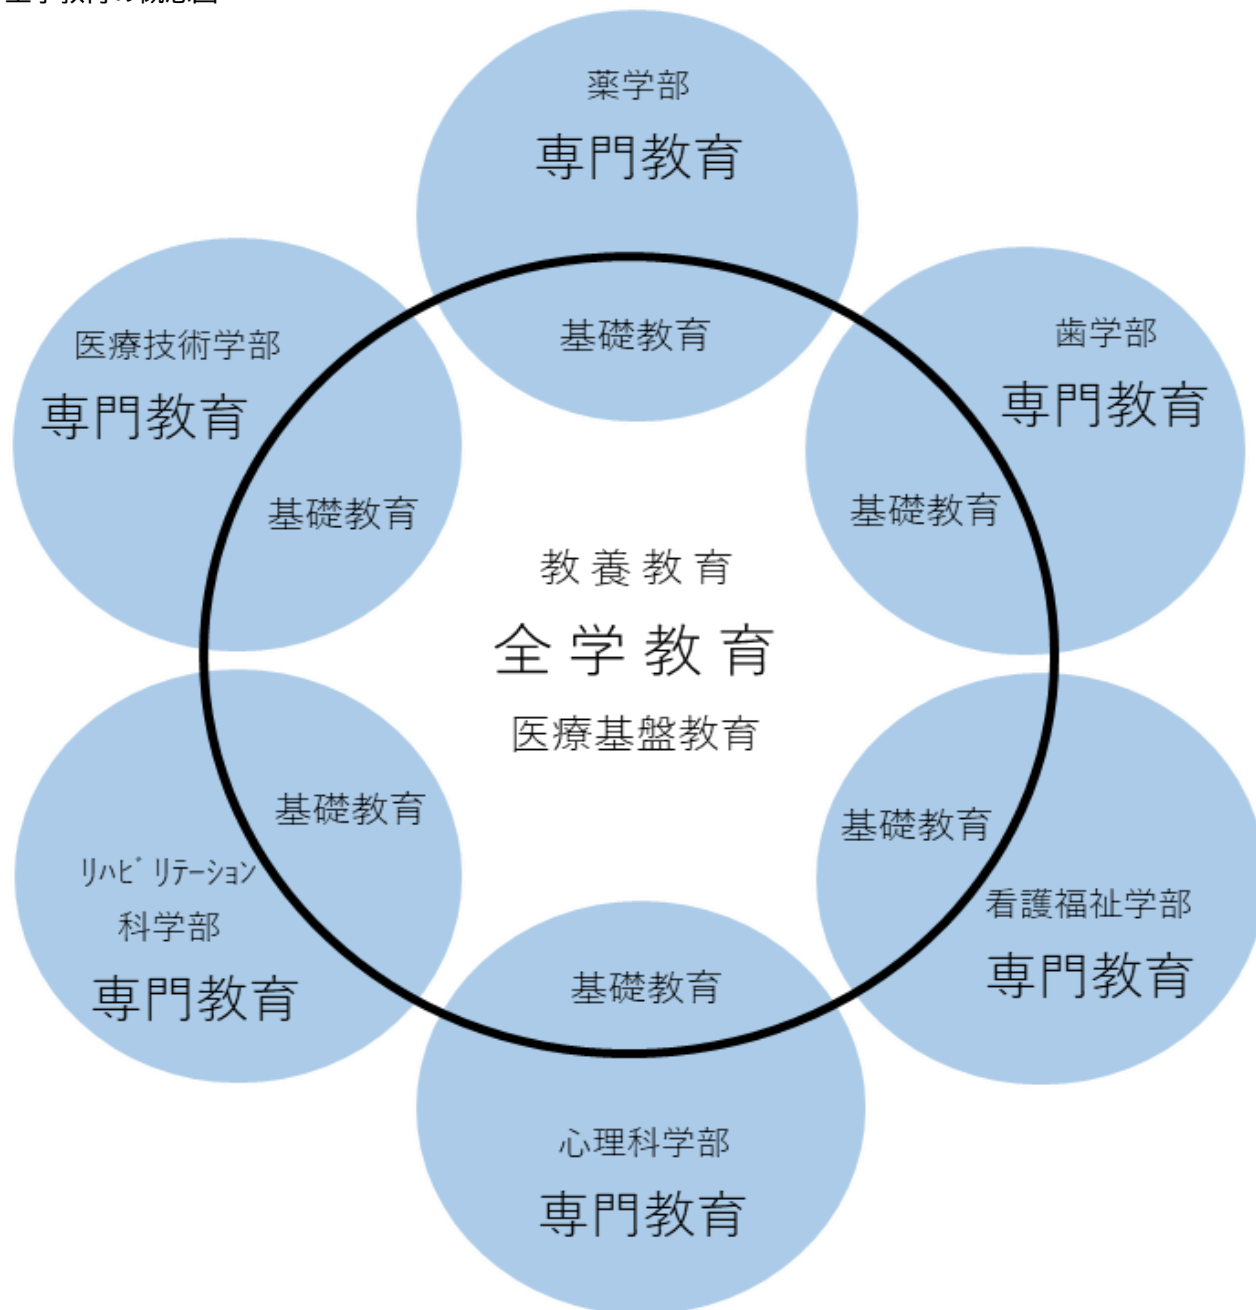 薬学部
専門教育
基礎教育
歯学部
専門教育
基礎教育
医療技術学部
専門教育
基礎教育
教養教育
全学教育
医療基盤教育
基礎教育
リハビリテーション
科学部
専門教育
基礎教育
看護福祉学部
専門教育
基礎教育
心理科学部
専門教育